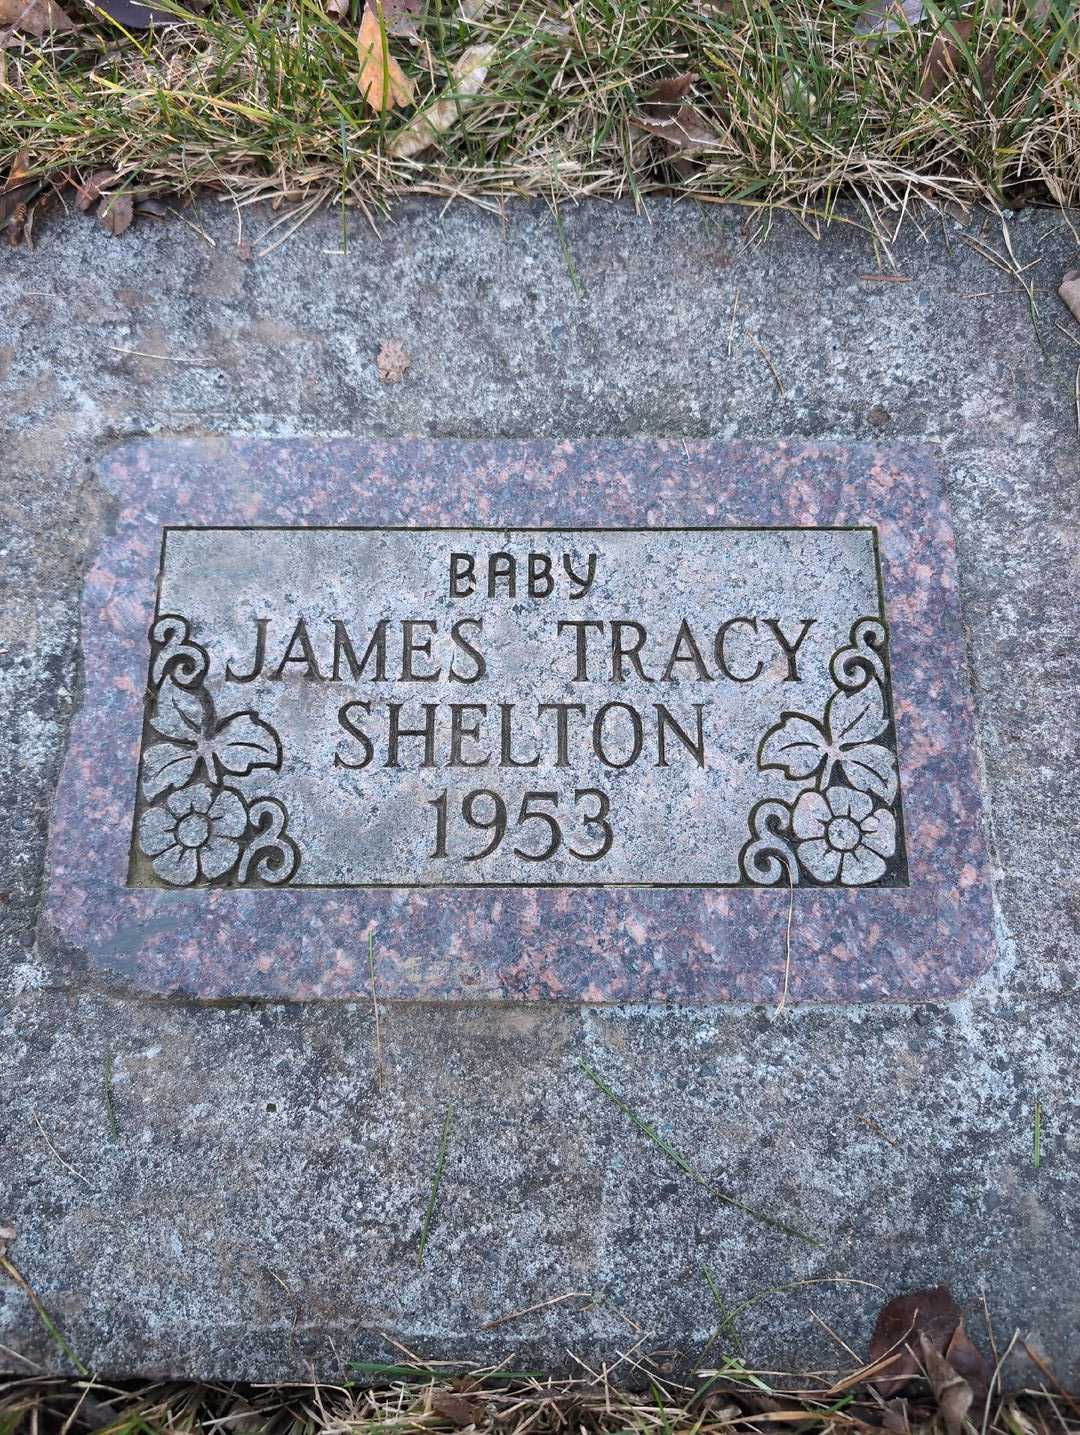 BABY
JAMES TRACY
SHELTON
1953